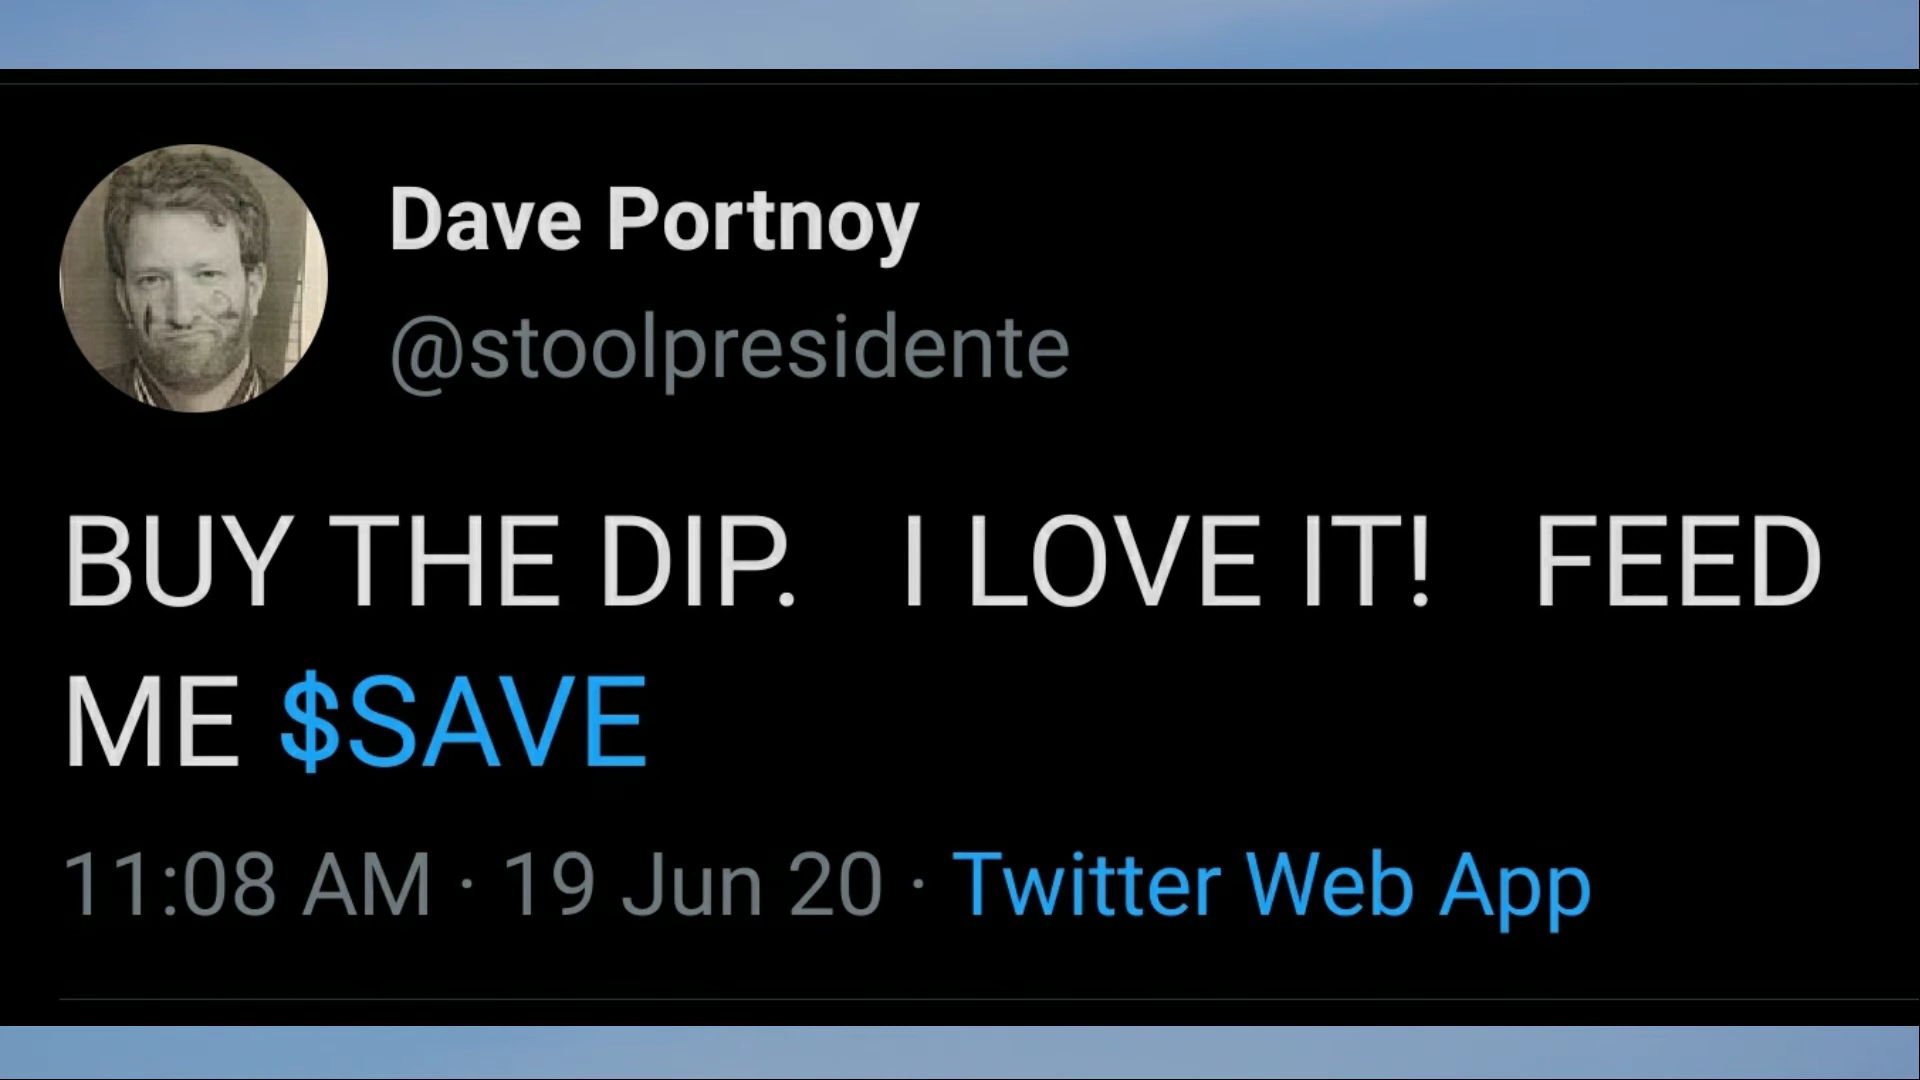 Dave Portnoy
@stoolpresidente
BUY THE DIP.   I LOVE IT!   FEED
ME $SAVE
11:08 AM · 19 Jun 20 · Twitter Web App